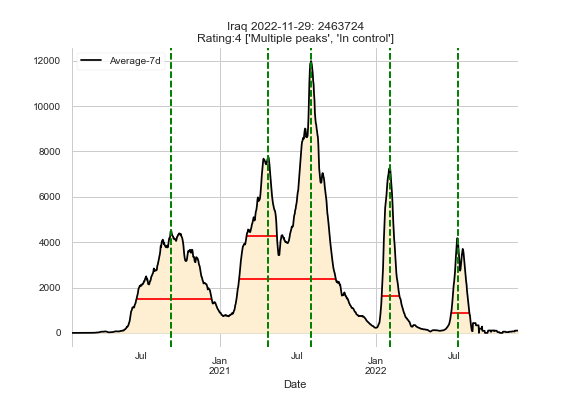 Iraq 2022-11-29: 2463724
Rating:4 ['Multiple peaks', 'In control']
Average-7d
12000
10000
8000
6000
4000
2000
0
Jul
Jan
2021
Jul
Jan
2022
Jul
Date